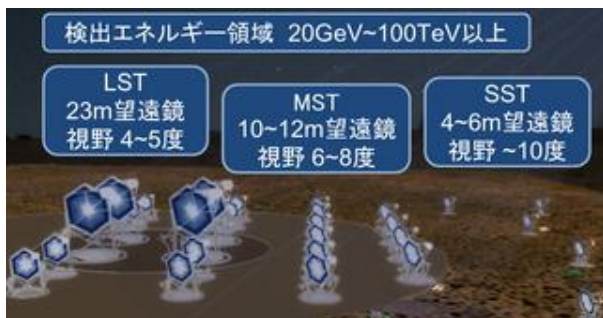 検出エネルギー領域 20GeV~100TeV以上
LST
23m望遠鏡
視野 4~5度
MST
10~12m望遠鏡
視野 6~8度
SST
4~6m望遠鏡
視野 ~10度